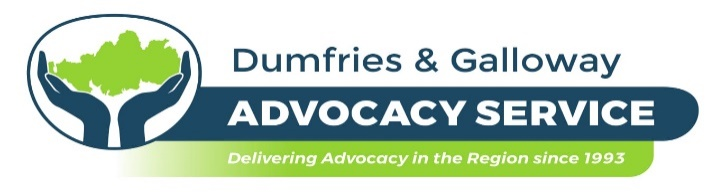 Dumfries & Galloway
ADVOCACY SERVICE
Delivering Advocacy in the Region since 1993